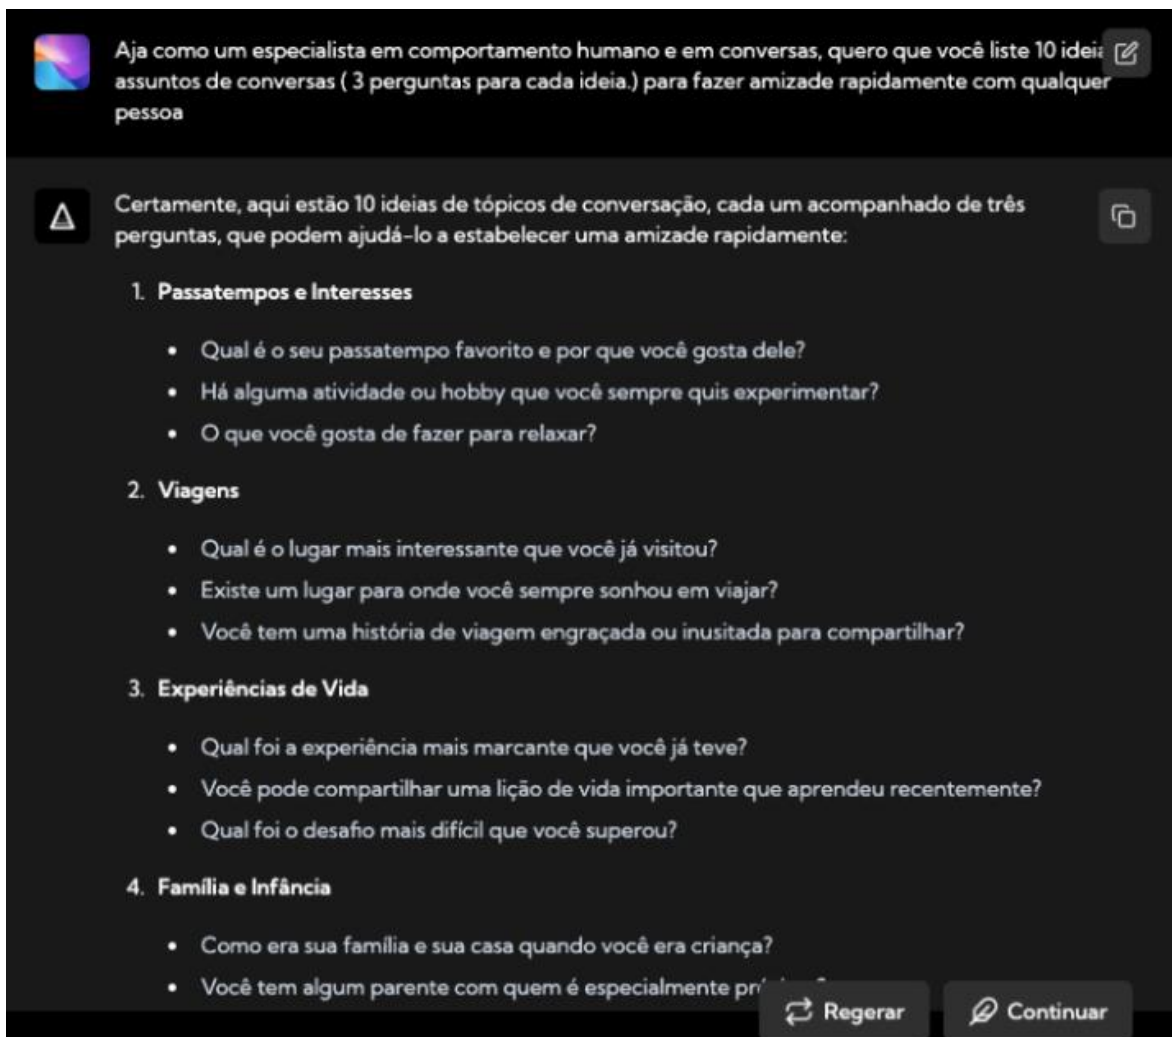 Aja como um especialista em comportamento humano e em conversas, quero que você liste 10
assuntos de conversas ( 3 perguntas para cada ideia.) para fazer amizade rapidamente com qualquer
pessoa
Certamente, aqui estão 10 ideias de tópicos de conversação, cada um acompanhado de três
perguntas, que podem ajudá-lo a estabelecer uma amizade rapidamente:
1. Passatempos e Interesses
• Qual é o seu passatempo favorito e por que você gosta dele?
• Há alguma atividade ou hobby que você sempre quis experimentar?
• O que você gosta de fazer para relaxar?
2. Viagens
• Qual é o lugar mais interessante que você já visitou?
• Existe um lugar para onde você sempre sonhou em viajar?
• Você tem uma história de viagem engraçada ou inusitada para compartilhar?
3. Experiências de Vida
• Qual foi a experiência mais marcante que você já teve?
• Você pode compartilhar uma lição de vida importante que aprendeu recentemente?
• Qual foi o desafio mais difícil que você superou?
4. Família e Infância
• Como era sua família e sua casa quando você era criança?
• Você tem algum parente com quem é especialmente
Regerar
Continuar